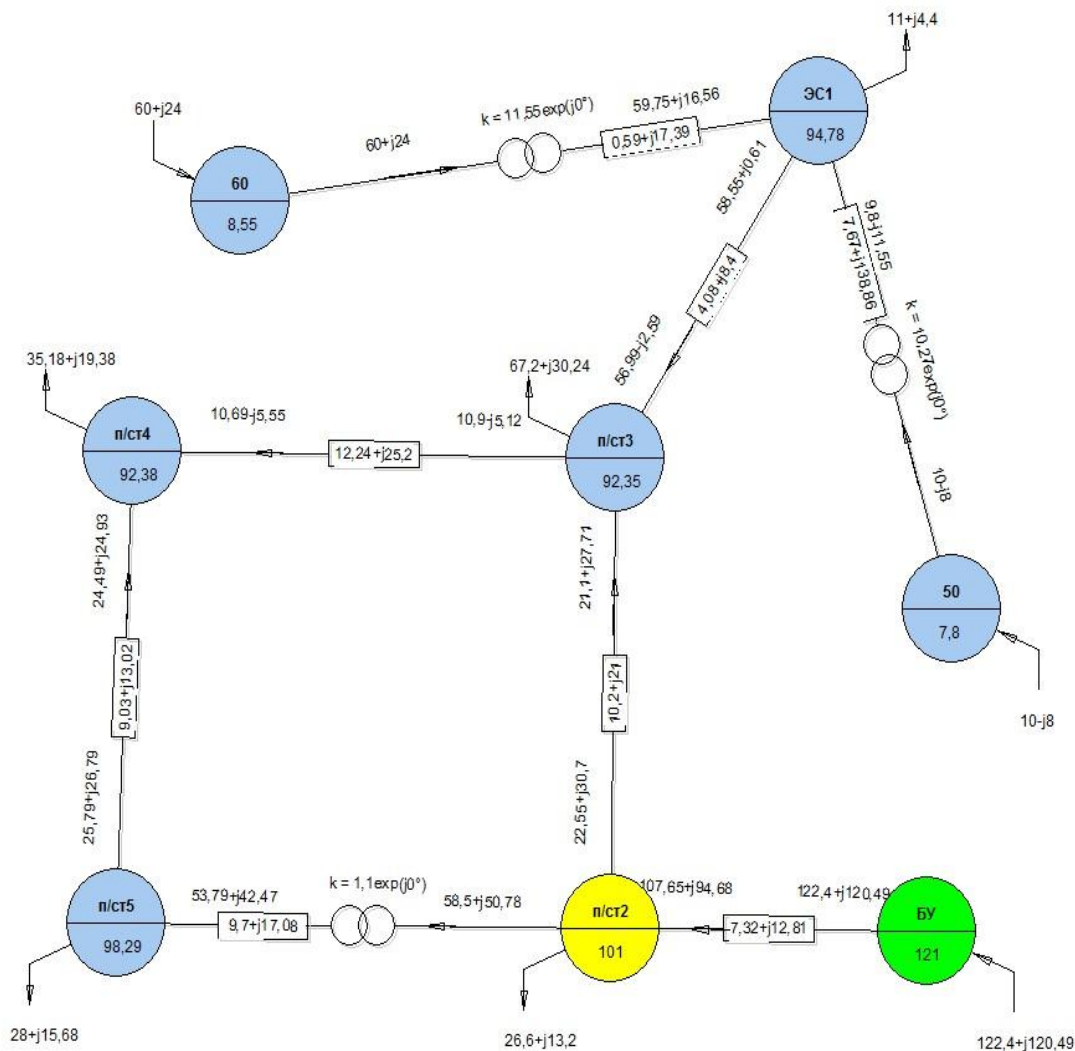 11+j4,4
60+j24
60+j24
k = 11,55exp(j0°)
59,75+j16,56
0,59+j17,39
ЭС1
94,78
60
8,55
58,55+j0,61
4,08+j8,4
56,99-j2,59
9,8-j11,55
7,67+j138,86
k = 10,27exp(j0°)
10-j8
50
7,8
10-j8
35,18+j19,38
67,2+j30,24
10,69-j5,55
10,9-j5,12
п/ст4
92,38
12,24+j25,2
п/ст3
92,35
24,49+j24,93
9,03+j13,02
25,79+j26,79
21,1+j27,71
10,2+j21
22,55+j30,7
п/ст5
98,29
53,79+j42,47
9,7+j17,08
k = 1,1exp(j0°)
58,5+j50,78
п/ст2
101
107,65+j94,68
7,32+j12,81
122,4+j120,49
БУ
121
28+j15,68
26,6+j13,2
122,4+j120,49